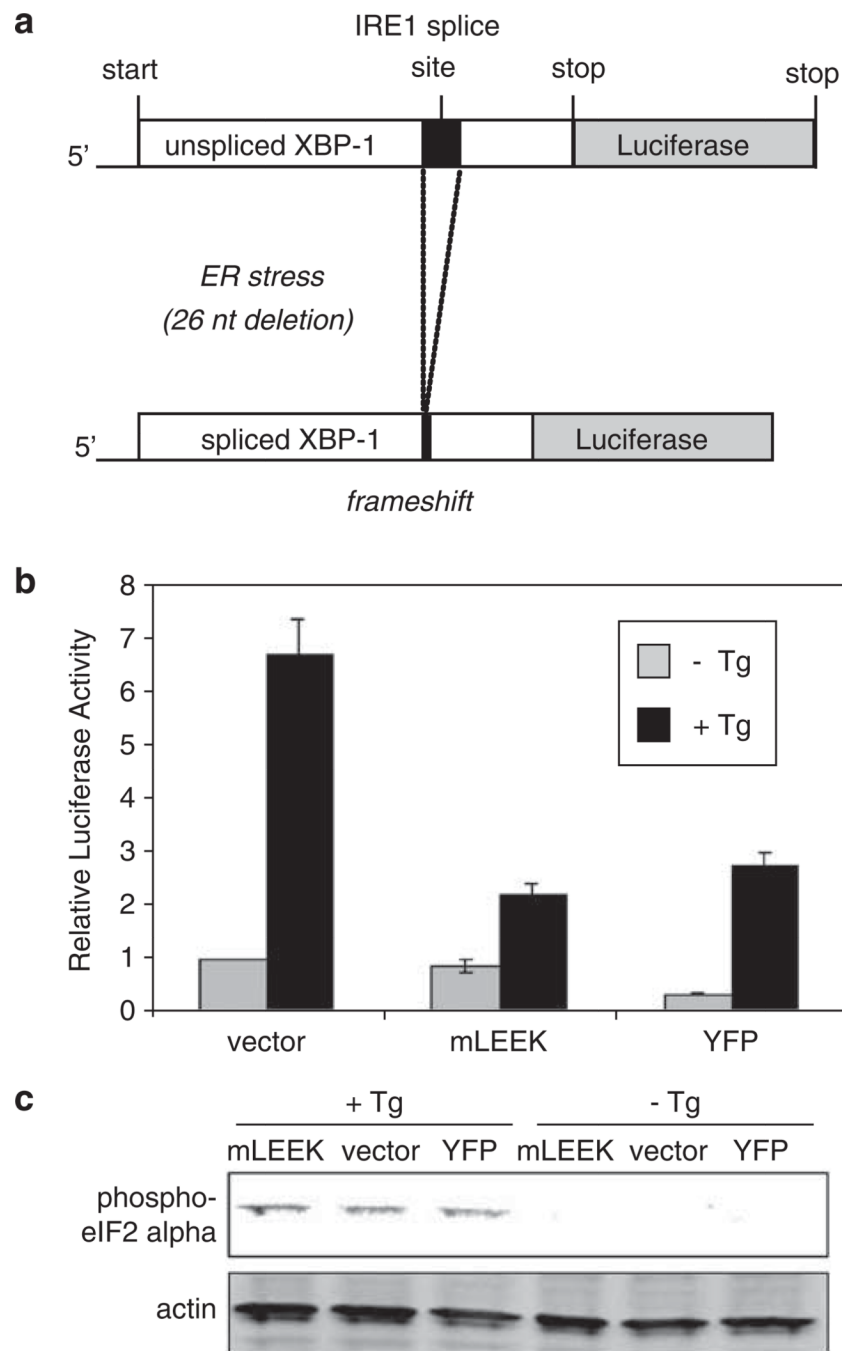 a
IRE1 splice
start site stop stop
5' unspliced XBP-1 Luciferase
ER stress
(26 nt deletion)
5' spliced XBP-1 Luciferase
frameshift
b
Relative Luciferase Activity
8
7
6
5
4
3
2
1
0
- Tg
+ Tg
vector mLEEK YFP
c
+ Tg - Tg
mLEEK vector YFP mLEEK vector YFP
phospho-
eIF2 alpha
actin